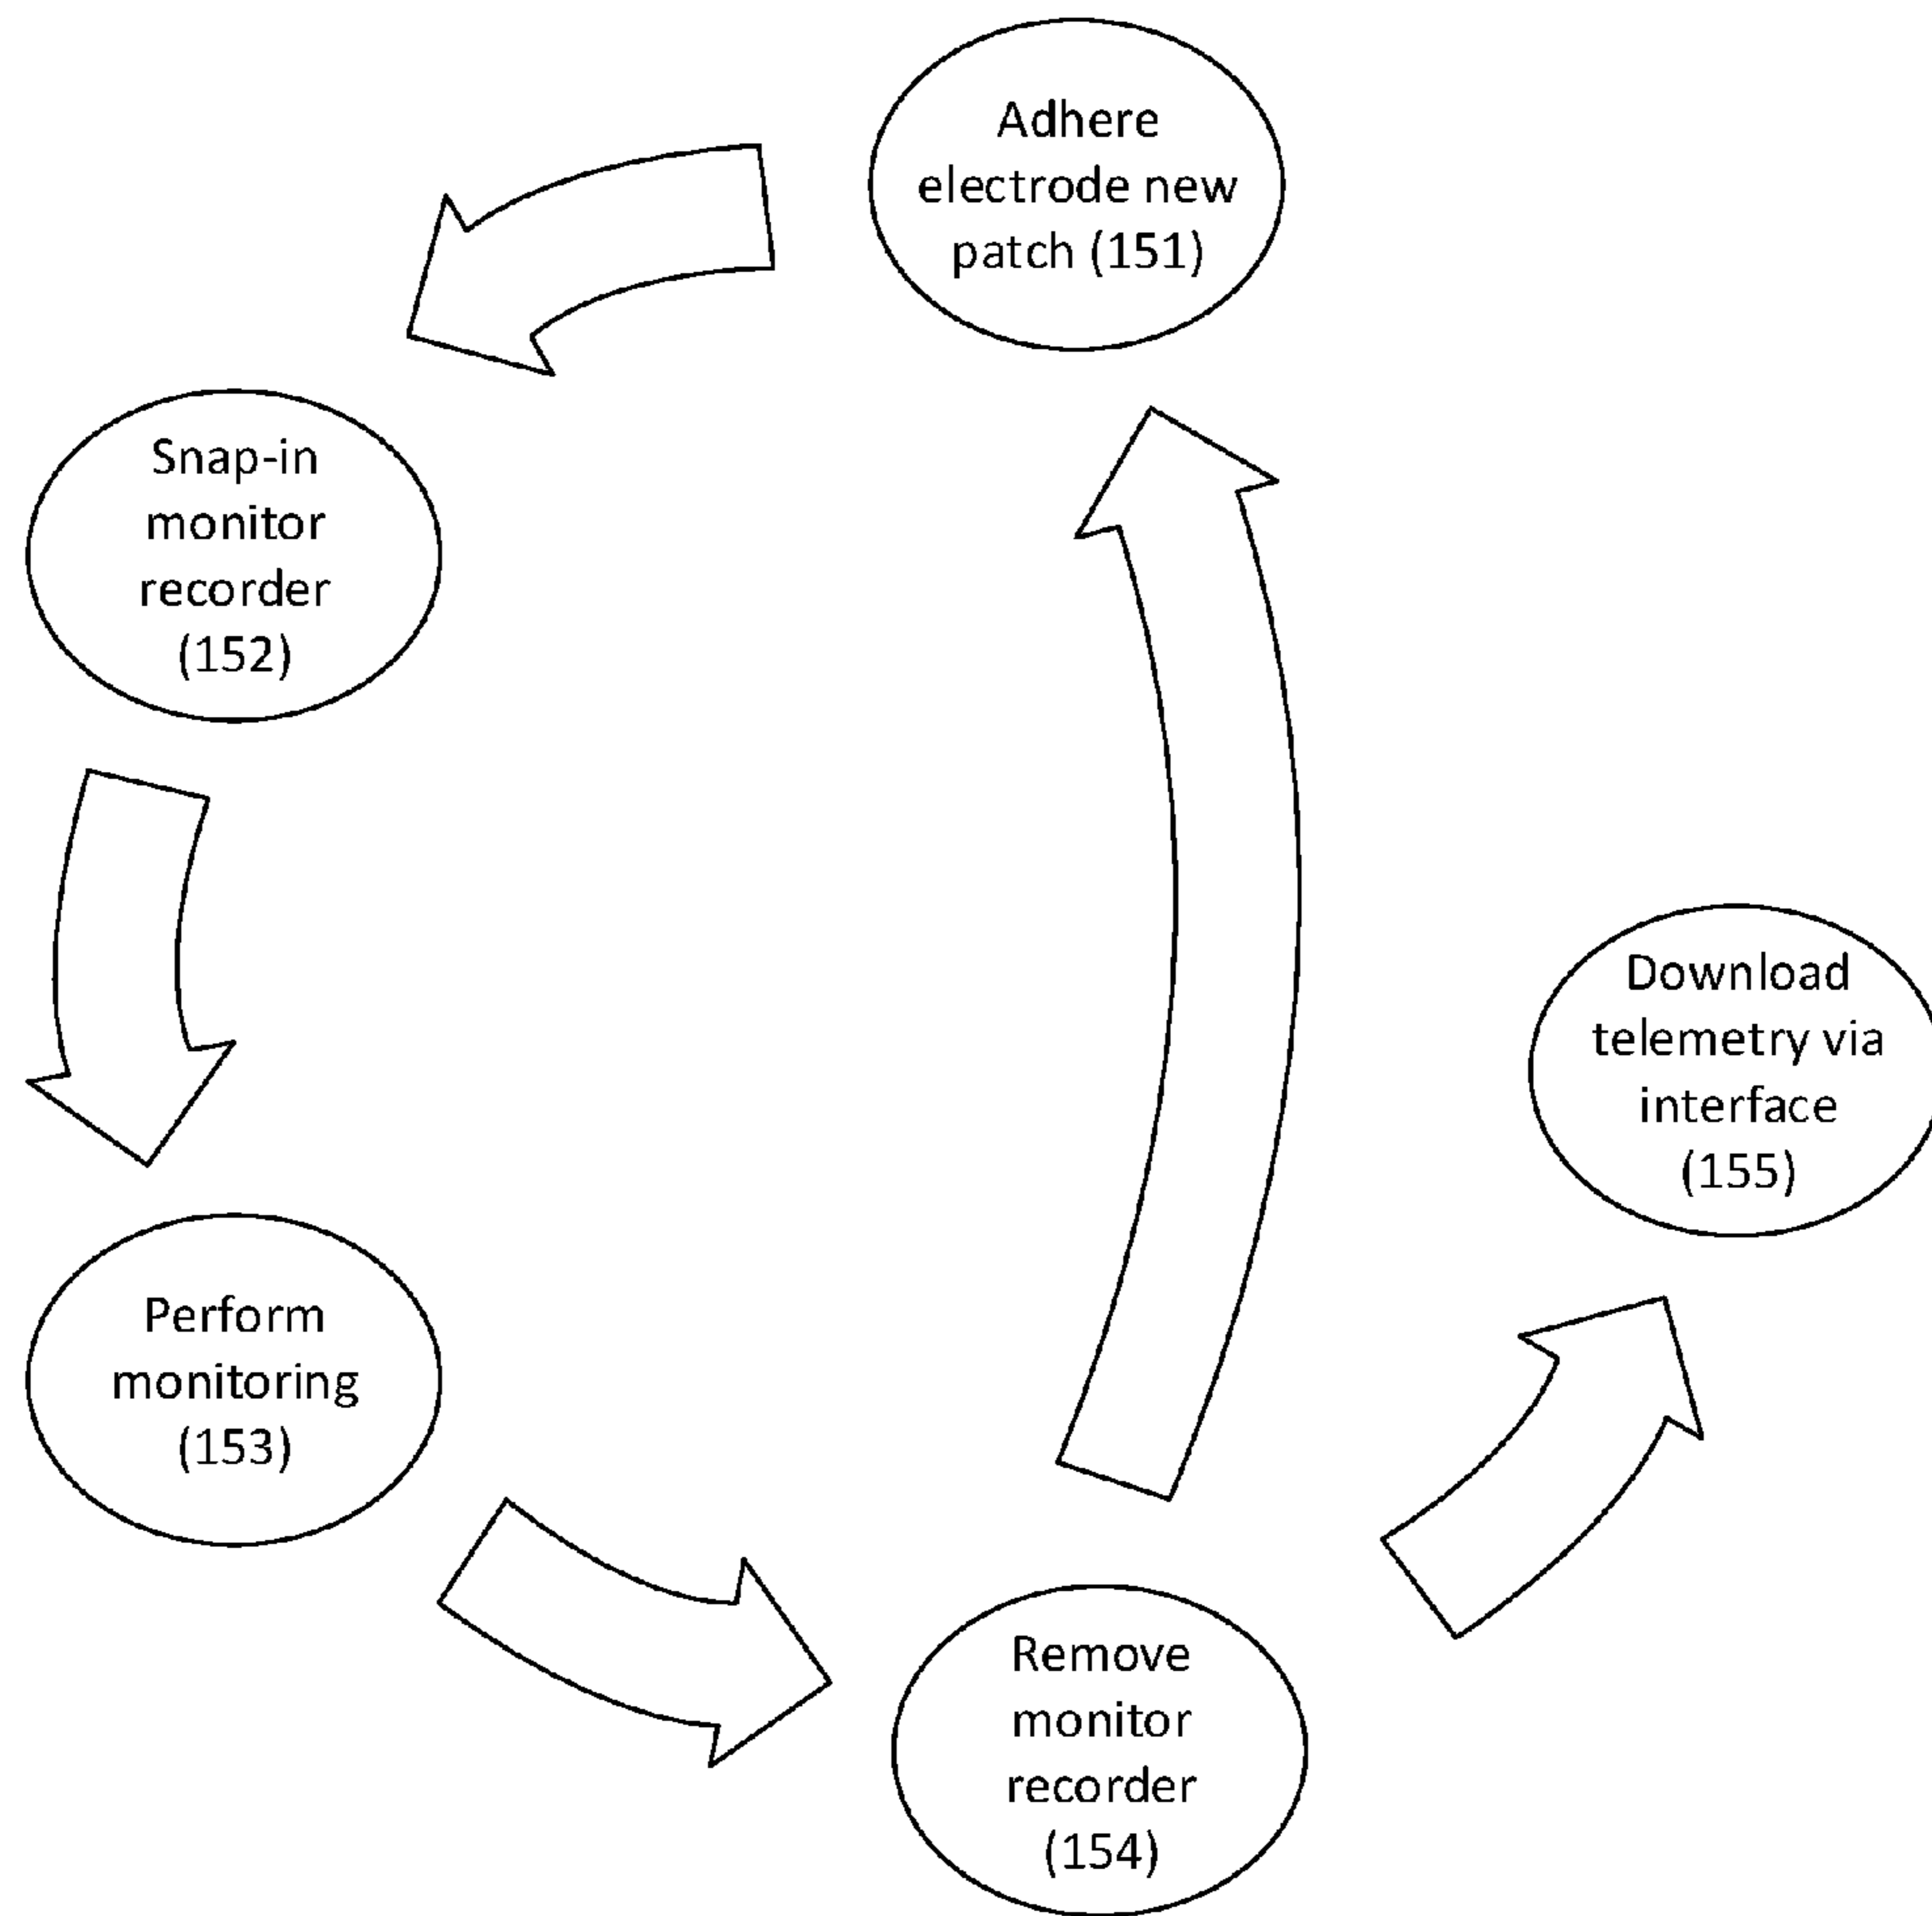 Adhere
electrode new
patch (151)
Snap-in
monitor
recorder
(152)
Perform
monitoring
(153)
Remove
monitor
recorder
(154)
Download
telemetry via
interface
(155)